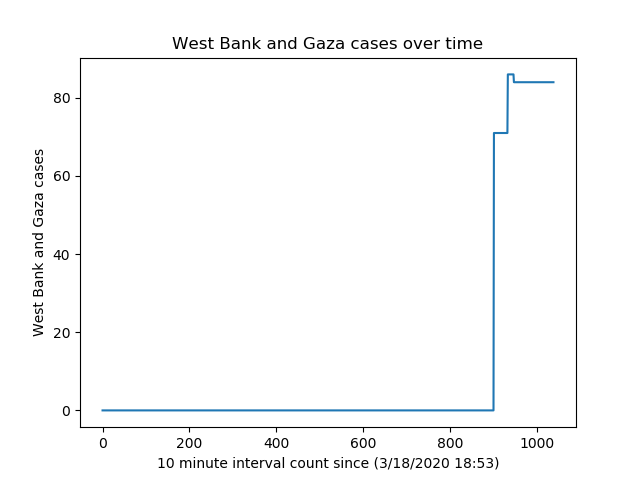 West Bank and Gaza cases over time
80
60
40
20
0
West Bank and Gaza cases
0 200 400 600 800 1000
10 minute interval count since (3/18/2020 18:53)